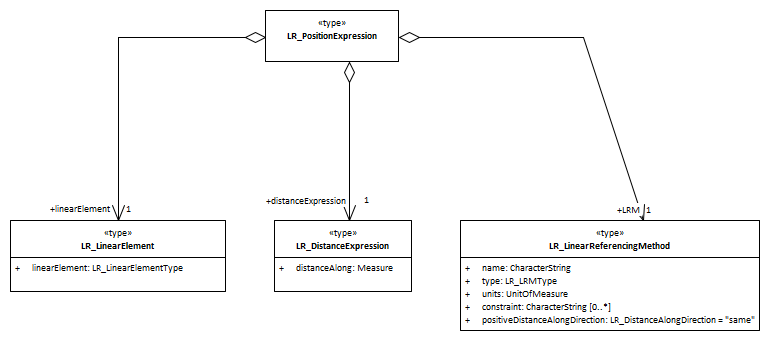 «type»
LR_PositionExpression
+linearElement 1
+distanceExpression 1
+LRM 1
«type»
LR_LinearElement
+ linearElement: LR_LinearElementType
«type»
LR_DistanceExpression
+ distanceAlong: Measure
«type»
LR_LinearReferencingMethod
+ name: CharacterString
+ type: LR_LRMType
+ units: UnitOfMeasure
+ constraint: CharacterString [0..*]
+ positiveDistanceAlongDirection: LR_DistanceAlongDirection = "same"